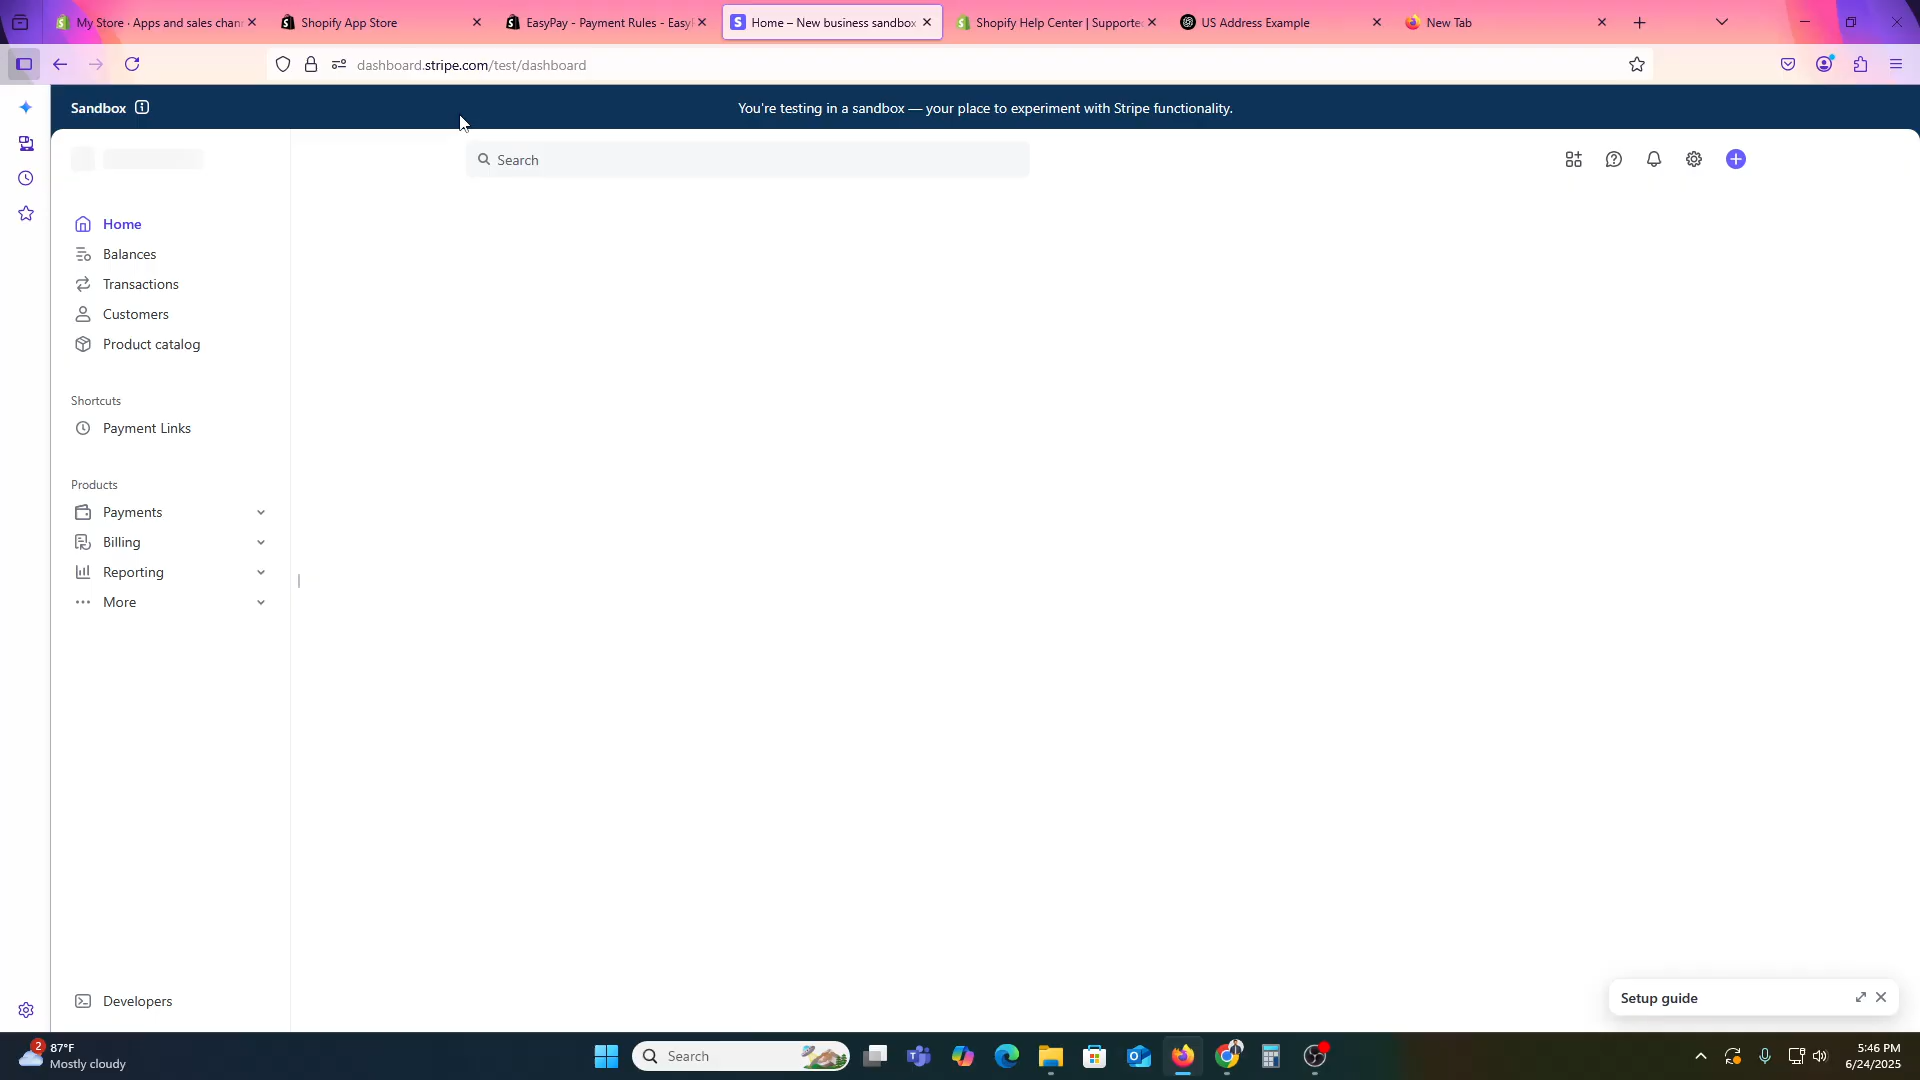 My Store · Apps and sales chan
Shopify App Store
EasyPay - Payment Rules - Easy
Home – New business sandbox
Shopify Help Center | Supporte
US Address Example
New Tab
dashboard.stripe.com/test/dashboard
Sandbox
You're testing in a sandbox — your place to experiment with Stripe functionality.
Search
Home
Balances
Transactions
Customers
Product catalog
Shortcuts
Payment Links
Products
Payments
Billing
Reporting
More
Developers
Setup guide
2
87°F
Mostly cloudy
Search
5:46 PM
6/24/2025